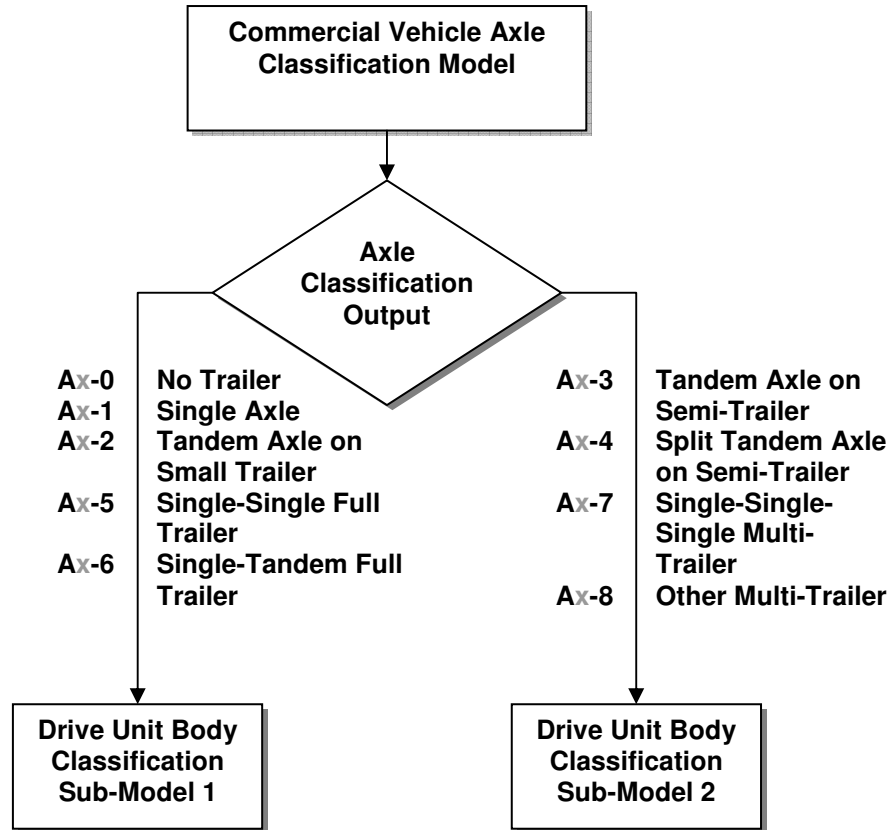 Commercial Vehicle Axle
Classification Model
Axle
Classification
Output
Ax-0 No Trailer
Ax-1 Single Axle
Ax-2 Tandem Axle on
Small Trailer
Ax-5 Single-Single Full
Trailer
Ax-6 Single-Tandem Full
Trailer
Ax-3 Tandem Axle on
Semi-Trailer
Ax-4 Split Tandem Axle
on Semi-Trailer
Ax-7 Single-Single-
Single Multi-
Trailer
Ax-8 Other Multi-Trailer
Drive Unit Body
Classification
Sub-Model 1
Drive Unit Body
Classification
Sub-Model 2